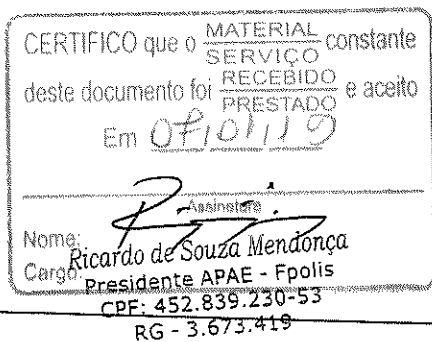 CERTIFICO que o MATERIAL constante
SERVIÇO
deste documento foi RECEBIDO e aceito
PRESTADO
Em 07/01/19
Assinatura
Nome:
Ricardo de Souza Mendonça
Cargo:
Presidente APAE - Fpolis
CPF: 452.839.230-53
RG - 3.673.419